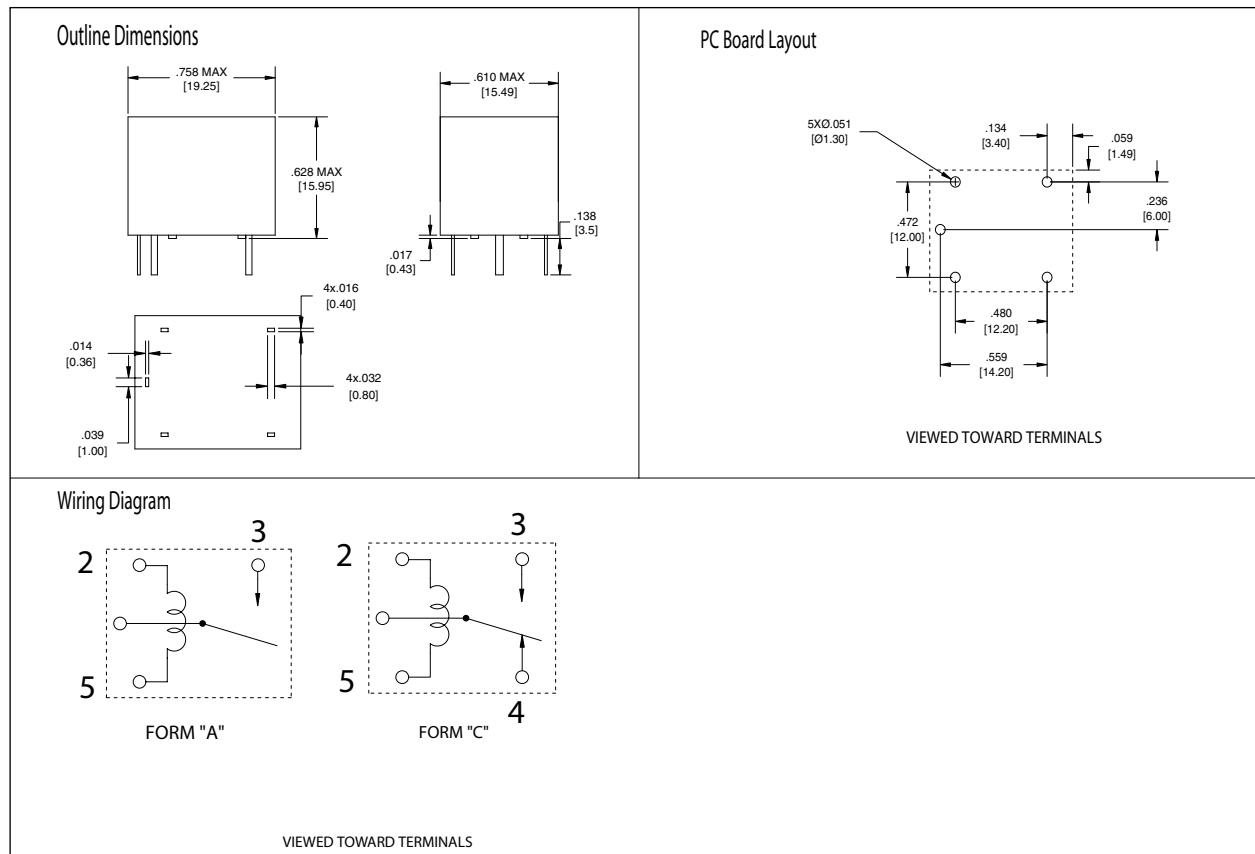 Outline Dimensions
.758 MAX
[19.25]
.628 MAX
[15.95]
.610 MAX
[15.49]
.017
[0.43]
.138
[3.5]
4x.016
[0.40]
.014
[0.36]
4x.032
[0.80]
.039
[1.00]
PC Board Layout
5XØ.051
[Ø1.30]
.134
[3.40]
.059
[1.49]
.472
[12.00]
.236
[6.00]
.480
[12.20]
.559
[14.20]
VIEWED TOWARD TERMINALS
Wiring Diagram
2
3
5
FORM "A"
2
3
5
4
FORM "C"
VIEWED TOWARD TERMINALS